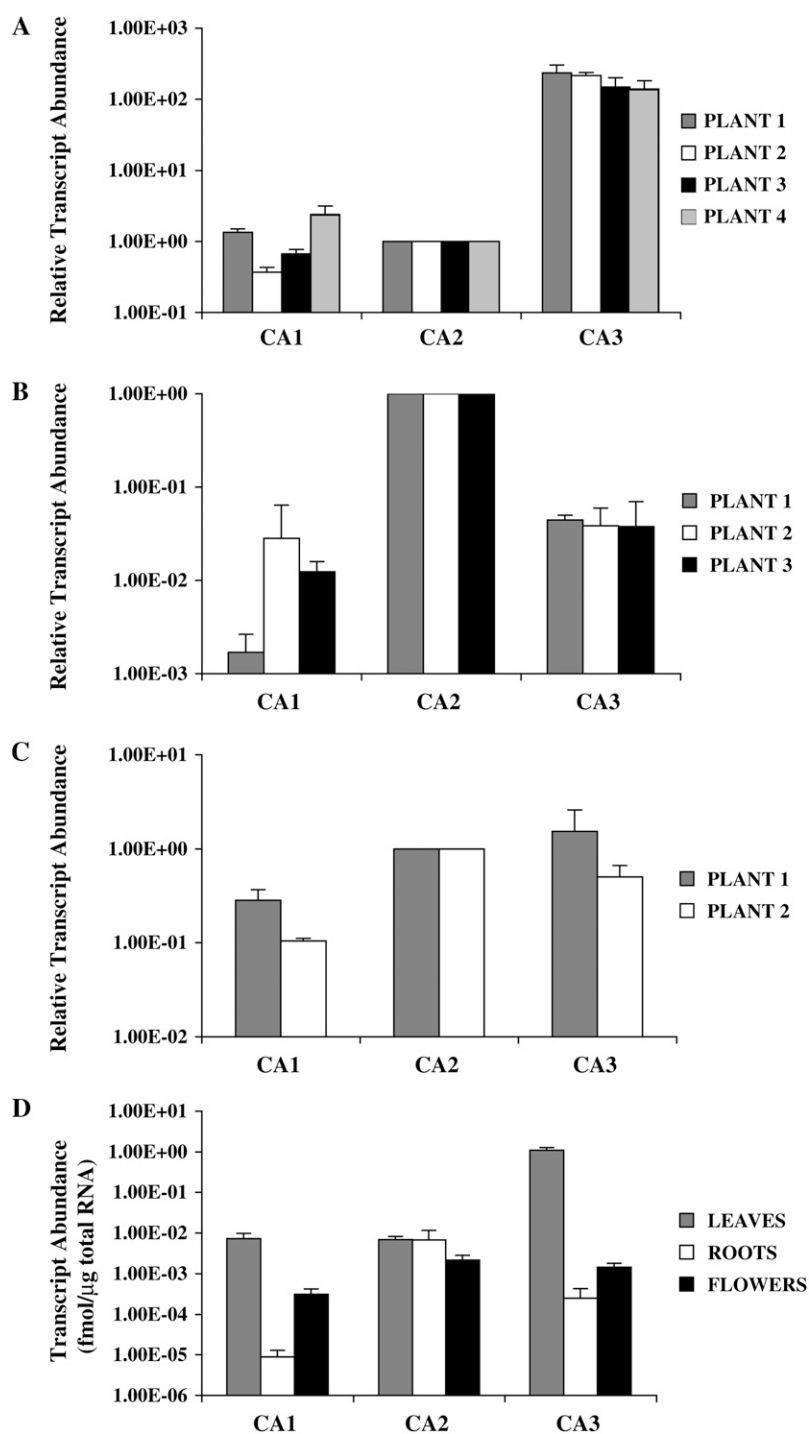 A
Relative Transcript Abundance
1.00E+03
1.00E+02
1.00E+01
1.00E+00
1.00E-01
CA1
CA2
CA3
PLANT 1
PLANT 2
PLANT 3
PLANT 4
B
Relative Transcript Abundance
1.00E+00
1.00E-01
1.00E-02
1.00E-03
CA1
CA2
CA3
PLANT 1
PLANT 2
PLANT 3
C
Relative Transcript Abundance
1.00E+01
1.00E+00
1.00E-01
1.00E-02
CA1
CA2
CA3
PLANT 1
PLANT 2
D
Transcript Abundance
(fmol/µg total RNA)
1.00E+01
1.00E+00
1.00E-01
1.00E-02
1.00E-03
1.00E-04
1.00E-05
1.00E-06
CA1
CA2
CA3
LEAVES
ROOTS
FLOWERS